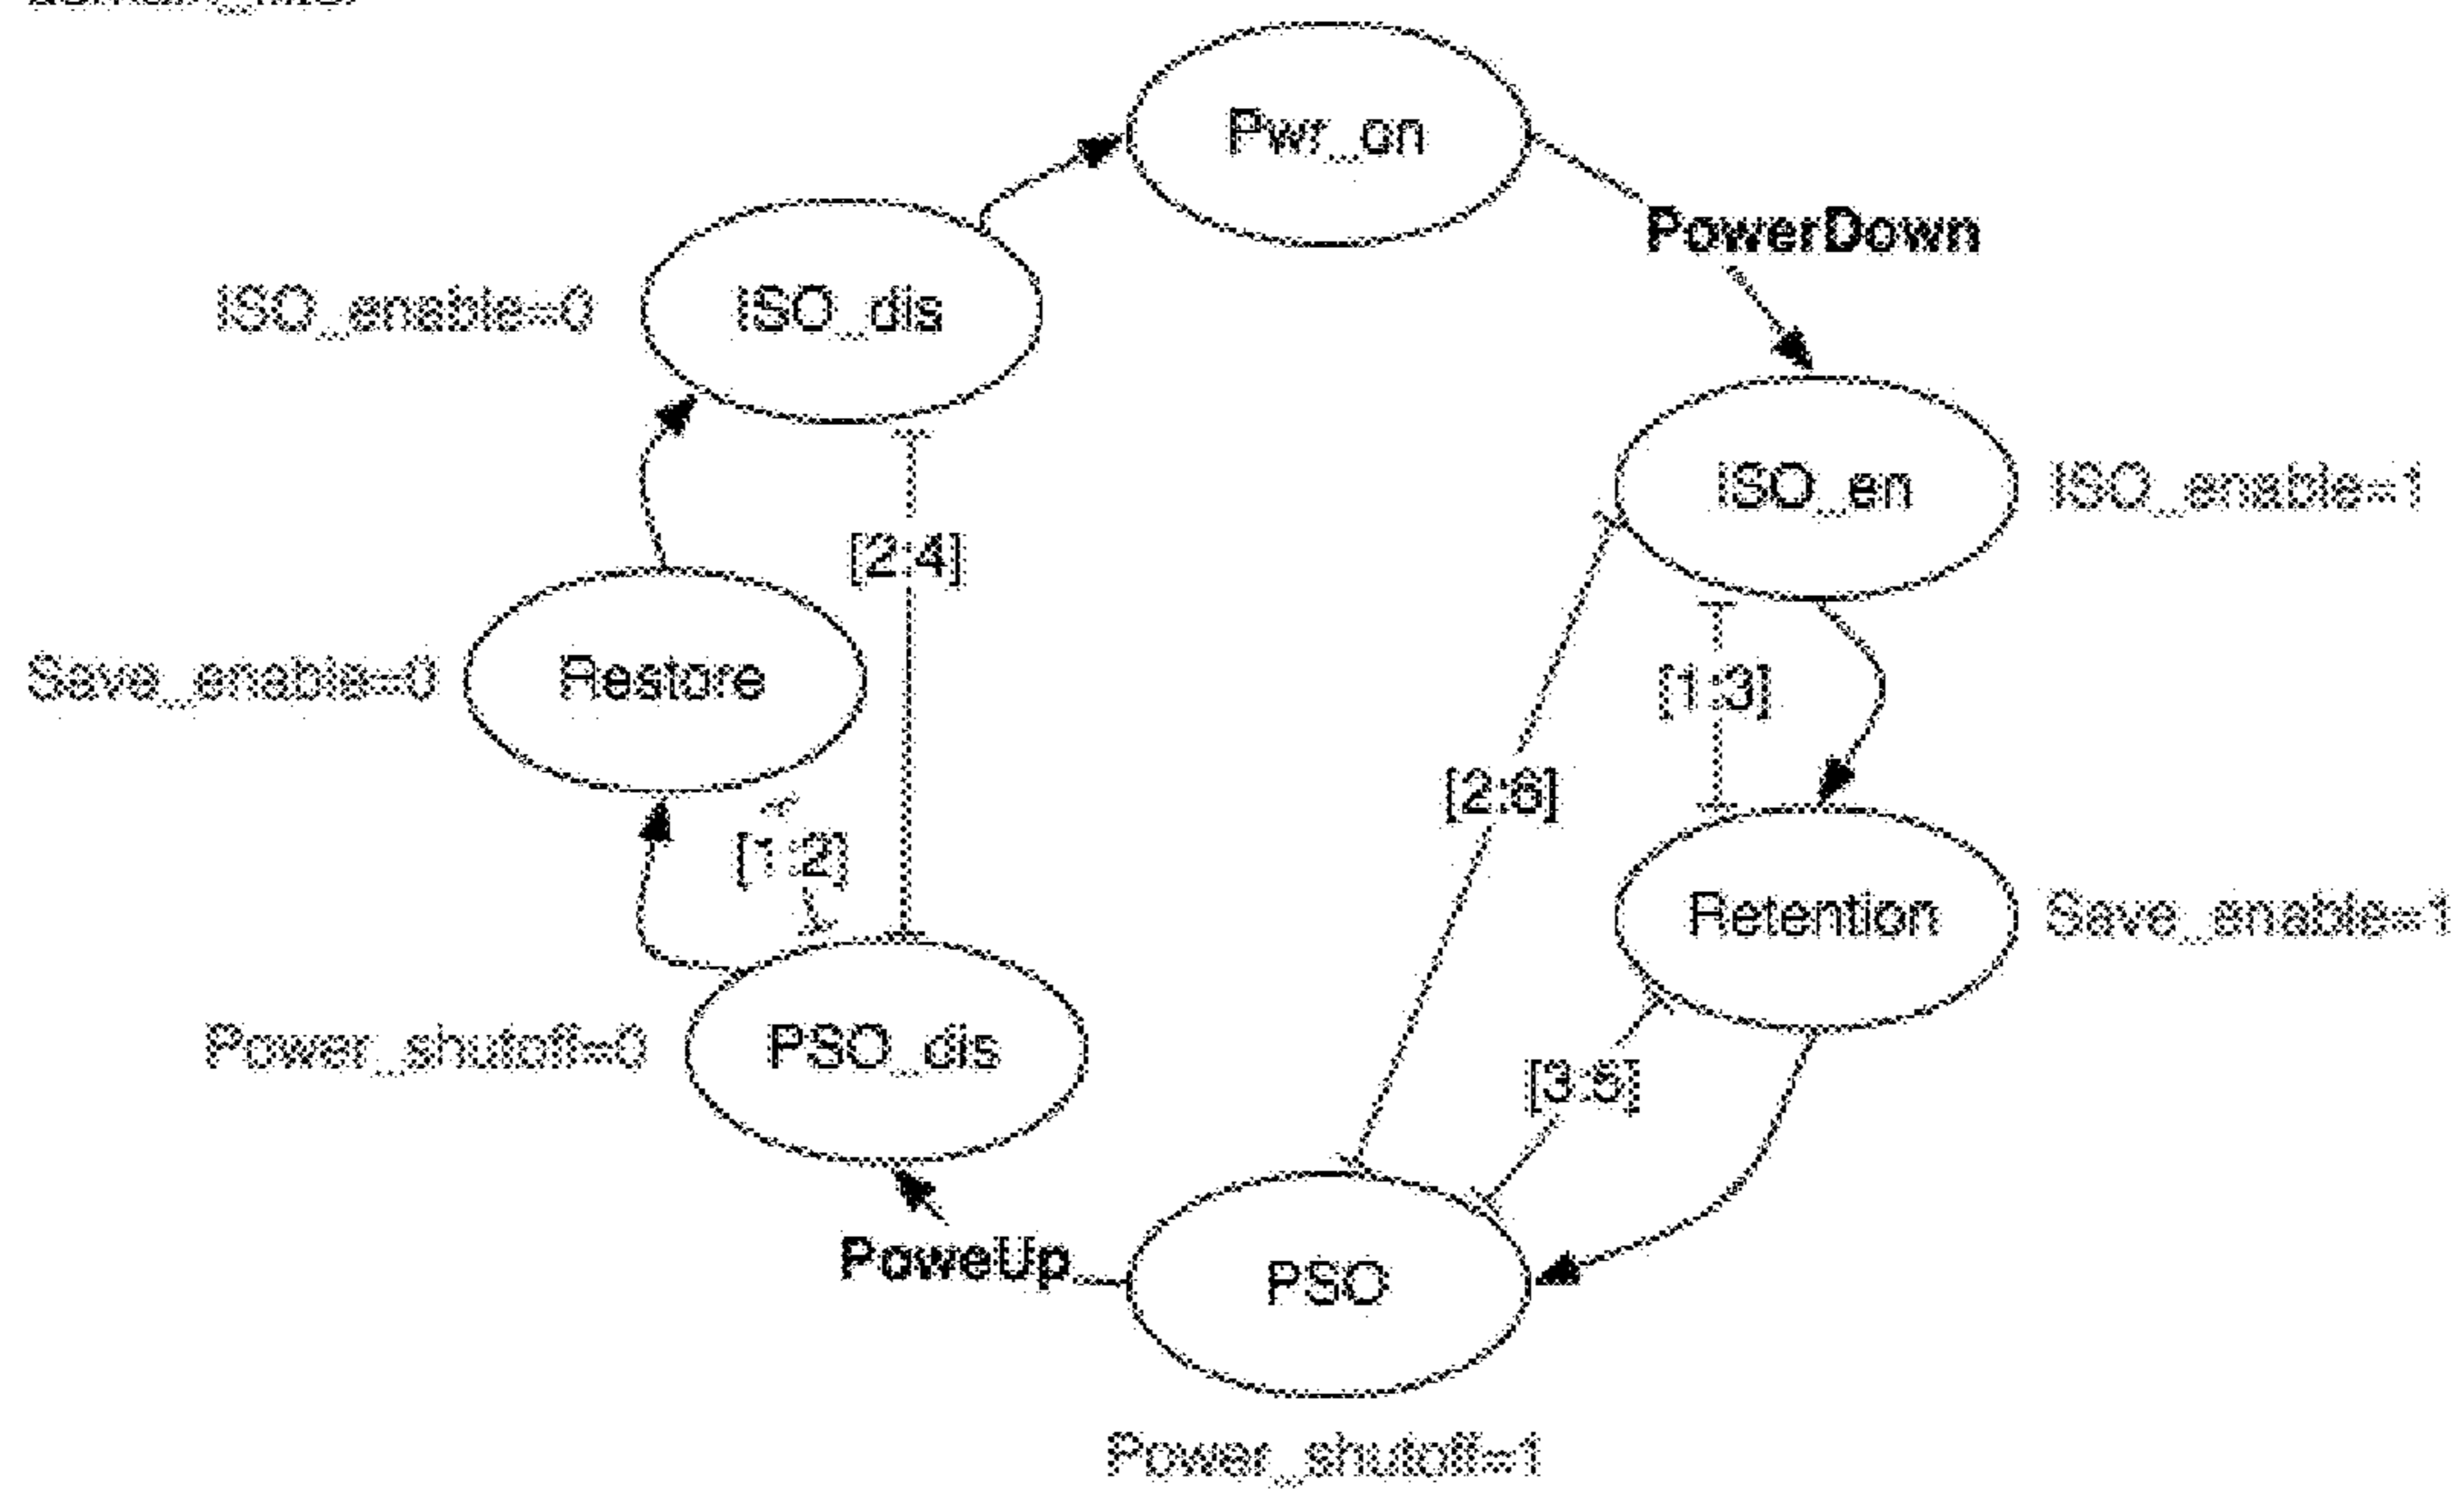 Pwr_on
PowerDown
ISO_enable=0
ISO_dis
ISO_en
ISO_enable=1
[2:4]
Save_enable=0
Restore
[1:3]
[2:6]
[1:2]
Retention
Save_enable=1
Power_shutoff=0
PSO_dis
[3:5]
PoweUp
PSO
Power_shutoff=1